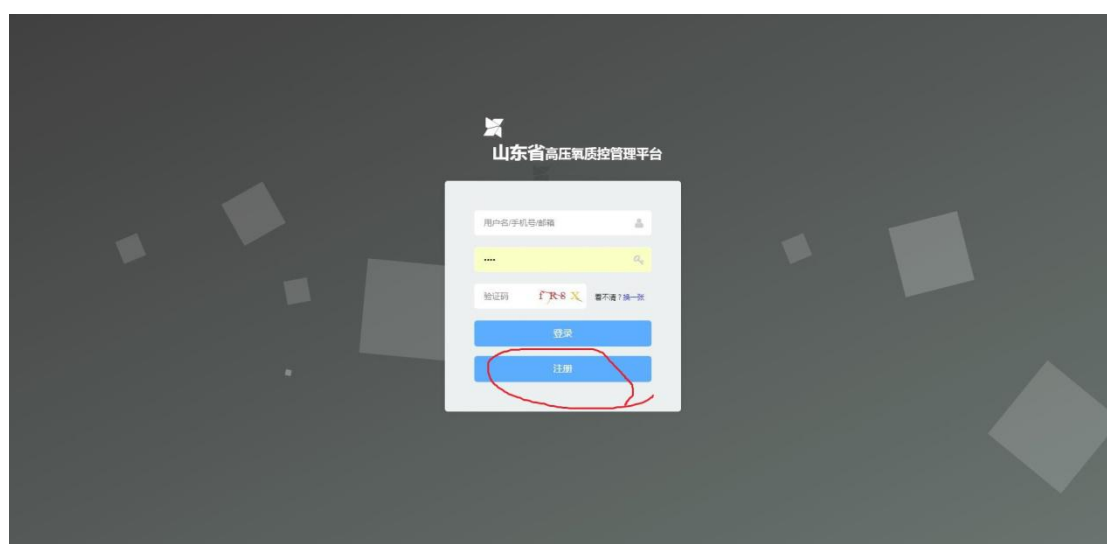 山东省高压氧质控管理平台
用户名/手机号/邮箱
····
验证码 fR8X 看不清？换一张
登录
注册